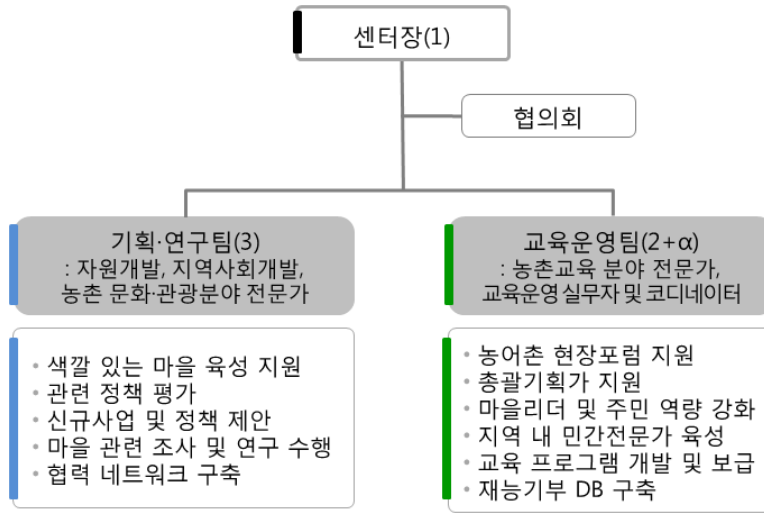 센터장(1)
협의회
기획·연구팀(3)
: 자원개발, 지역사회개발,
농촌 문화·관광분야 전문가
• 색깔 있는 마을 육성 지원
• 관련 정책 평가
• 신규사업 및 정책 제안
• 마을 관련 조사 및 연구 수행
• 협력 네트워크 구축
교육운영팀(2+α)
: 농촌교육 분야 전문가,
교육운영 실무자 및 코디네이터
• 농어촌 현장포럼 지원
• 총괄기획가 지원
• 마을리더 및 주민 역량 강화
• 지역 내 민간전문가 육성
• 교육 프로그램 개발 및 보급
• 재능기부 DB 구축